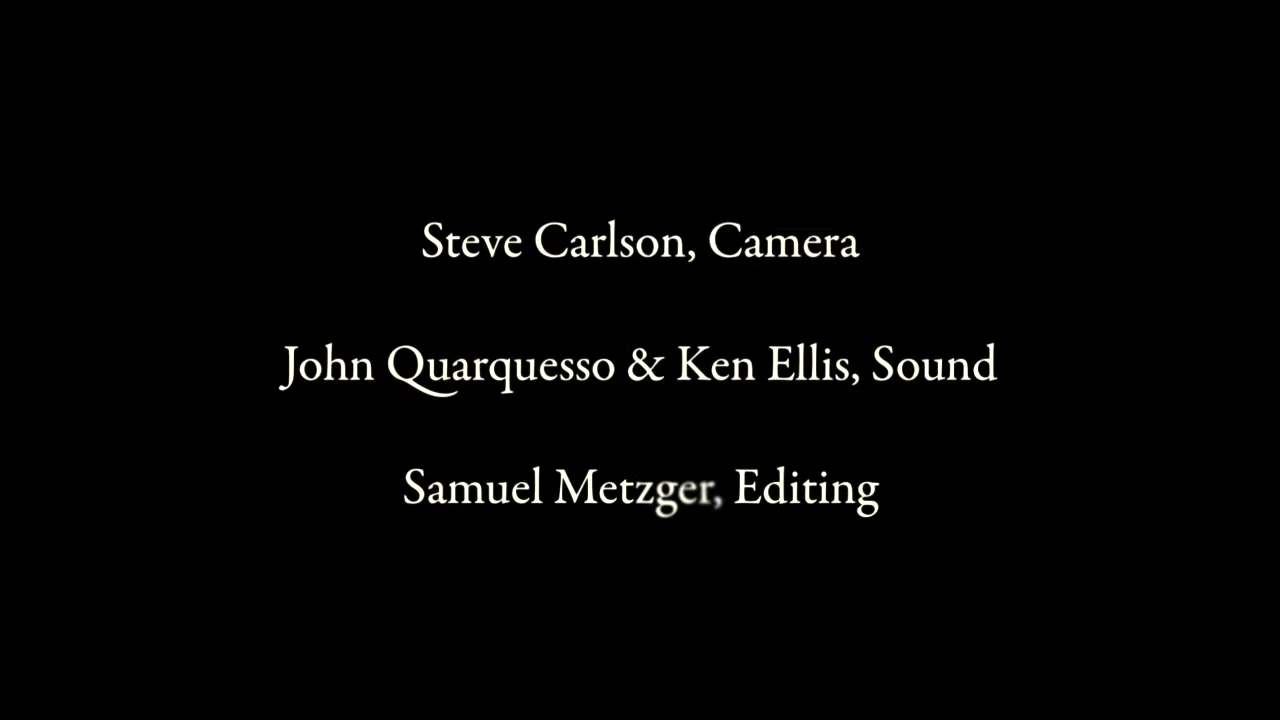 Steve Carlson, Camera
John Quarquesso & Ken Ellis, Sound
Samuel Metzger, Editing